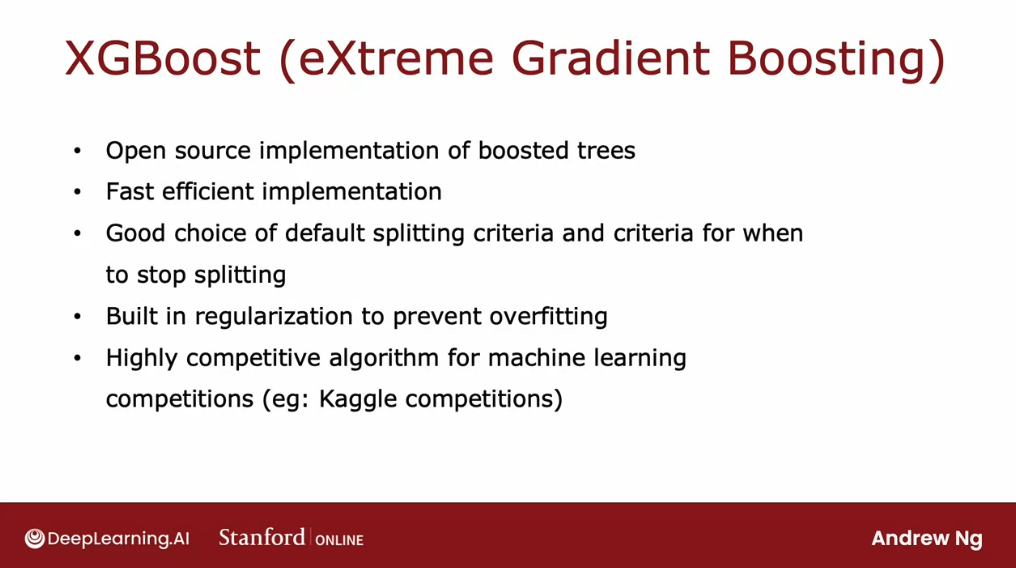 XGBoost (eXtreme Gradient Boosting)
• Open source implementation of boosted trees
• Fast efficient implementation
• Good choice of default splitting criteria and criteria for when
to stop splitting
• Built in regularization to prevent overfitting
• Highly competitive algorithm for machine learning
competitions (eg: Kaggle competitions)
DeepLearning.AI Stanford | ONLINE Andrew Ng